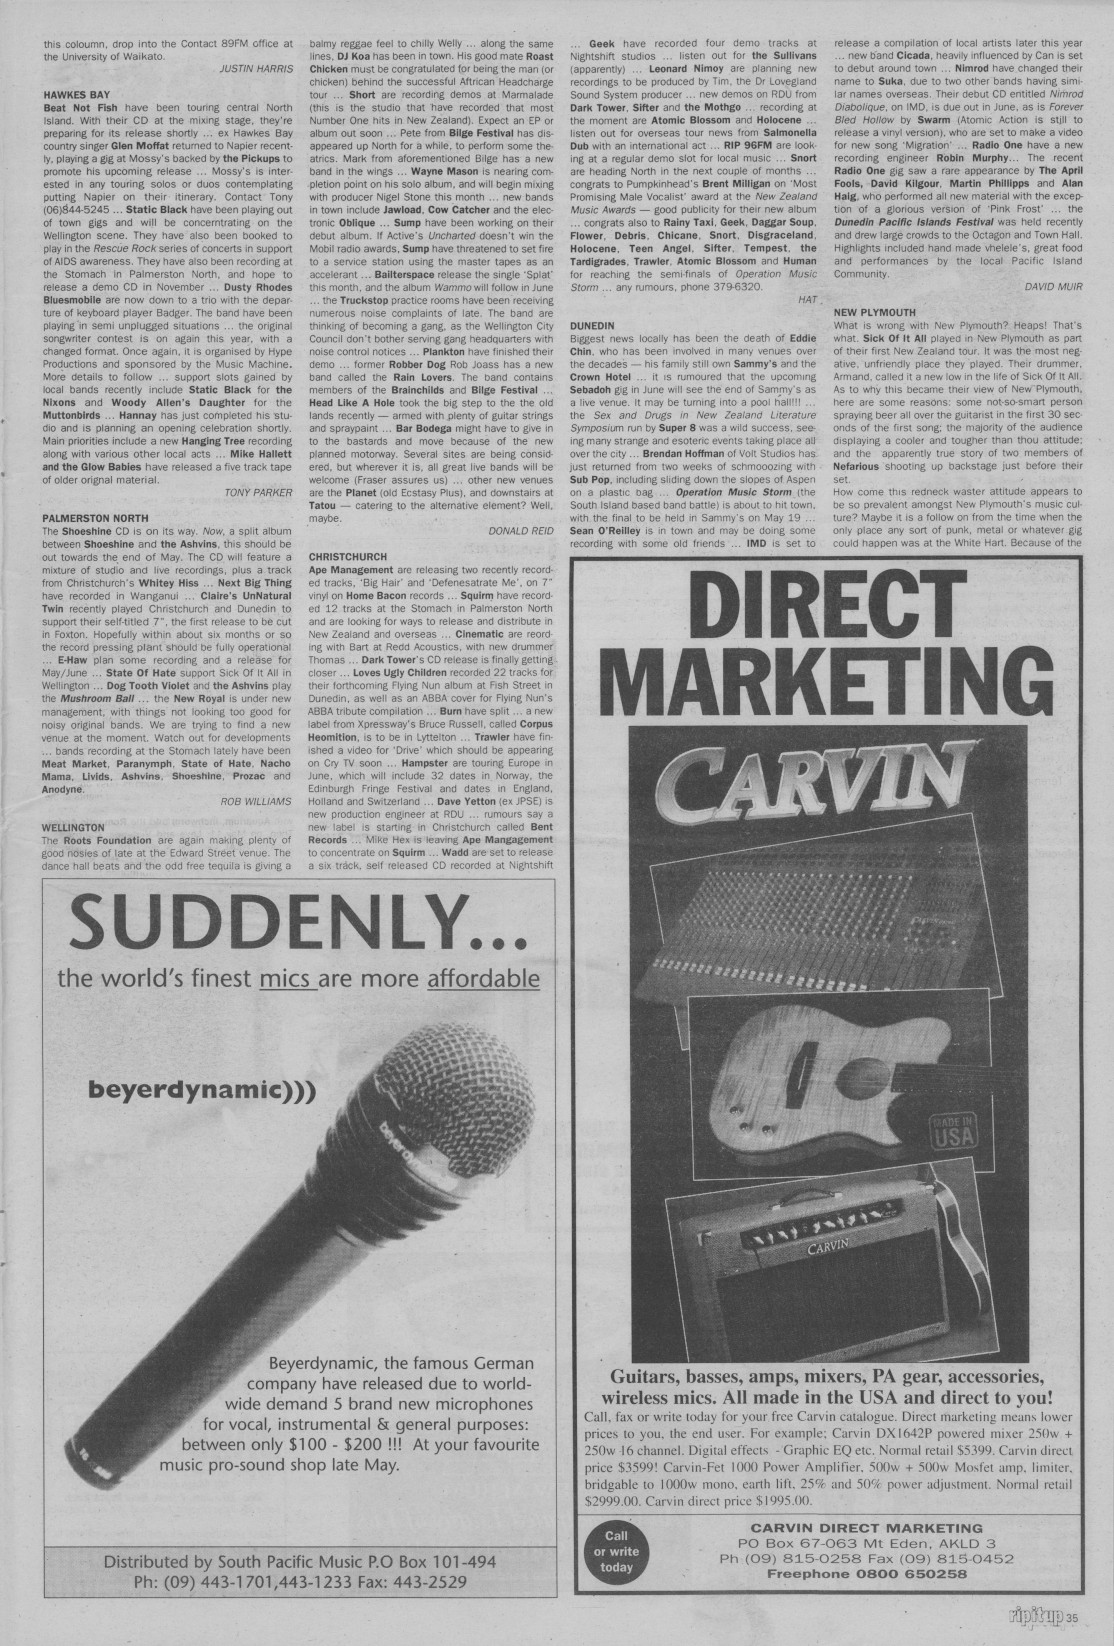 this coloumn, drop into the Contact 89FM office at
the University of Waikato.
JUSTIN HARRIS
HAWKES BAY
Beat Not Fish have been touring central North
Island. With their CD at the mixing stage, they're
preparing for its release shortly ... ex Hawkes Bay
country singer Glen Moffat returned to Napier recent-
ly, playing a gig at Mossy's backed by the Pickups to
promote his upcoming release ... Mossy's is inter-
ested in any touring solos or duos contemplating
putting Napier on their itinerary. Contact Tony
(06)844-5245 ... Static Black have been playing out
of town gigs and will be concerntrating on the
Wellington scene. They have also been booked to
play in the Rescue Rock series of concerts in support
of AIDS awareness. They have also been recording at
the Stomach in Palmerston North, and hope to
release a demo CD in November ... Dusty Rhodes
Bluesmobile are now down to a trio with the depar-
ture of keyboard player Badger. The band have been
playing in semi unplugged situations ... the original
songwriter contest is on again this year, with a
changed format. Once again, it is organised by Hype
Productions and sponsored by the Music Machine.
More details to follow ... support slots gained by
local bands recently include Static Black for the
Nixons and Woody Allen's Daughter for the
Muttonbirds ... Hannay has just completed his stu-
dio and is planning an opening celebration shortly.
Main priorities include a new Hanging Tree recording
along with various other local acts ... Mike Hallett
and the Glow Babies have released a five track tape
of older orignal material.
TONY PARKER
PALMERSTON NORTH
The Shoeshine CD is on its way. Now, a split album
between Shoeshine and the Ashvins, this should be
out towards the end of May. The CD will feature a
mixture of studio and live recordings, plus a track
from Christchurch's Whitey Hiss ... Next Big Thing
have recorded in Wanganui ... Claire's UnNatural
Twin recently played Christchurch and Dunedin to
support their self-titled 7", the first release to be cut
in Foxton. Hopefully within about six months or so
the record pressing plant should be fully operational
... E-Haw plan some recording and a release for
May/June ... State Of Hate support Sick Of It All in
Wellington ... Dog Tooth Violet and the Ashvins play
the Mushroom Ball ... the New Royal is under new
management, with things not looking too good for
noisy original bands. We are trying to find a new
venue at the moment. Watch out for developments
... bands recording at the Stomach lately have been
Meat Market, Paranymph, State of Hate, Nacho
Mama, Livids, Ashvins, Shoeshine, Prozac and
Anodyne.
ROB WILLIAMS
WELLINGTON
The Roots Foundation are again making plenty of
good nosies of late at the Edward Street venue. The
dance hall beats and the odd free tequila is giving a
balmy reggae feel to chilly Welly ... along the same
lines, DJ Koa has been in town. His good mate Roast
Chicken must be congratulated for being the man (or
chicken) behind the successful Aftrican Headcharge
tour ... Short are recording demos at Marmalade
(this is the studio that have recorded that most
Number One hits in New Zealand). Expect an EP or
album out soon ... Pete from Bilge Festival has dis-
appeared up North for a while, to perform some the-
atrics. Mark from aforementioned Bilge has a new
band in the wings ... Wayne Mason is nearing com-
pletion point on his solo album, and will begin mixing
with producer Nigel Stone this month ... new bands
in town include Jawload, Cow Catcher and the elec-
tronic Oblique ... Sump have been working on their
debut album. If Active's Uncharted doesn't win the
Mobil radio awards, Sump have threatened to set fire
to a service station using the master tapes as an
accelerant ... Bailterspace release the single 'Splat'
this month, and the album Wammo will follow in June
... the Truckstop practice rooms have been receiving
numerous noise complaints of late. The band are
thinking of becoming a gang, as the Wellington City
Council don't bother serving gang headquarters with
noise control notices ... Plankton have finished their
demo ... former Robber Dog Rob Joass has a new
band called the Rain Lovers. The band contains
members of the Brainchilds and Bilge Festival ...
Head Like A Hole took the big step to the the old
lands recently — armed with plenty of guitar strings
and spraypaint ... Bar Bodega might have to give in
to the bastards and move because of the new
planned motorway. Several sites are being consid-
ered, but wherever it is, all great live bands will be
welcome (Fraser assures us) ... other new venues
are the Planet (old Ecstasy Plus), and downstairs at
Tatou — catering to the alternative element? Well,
maybe.
DONALD REID
CHRISTCHURCH
Ape Management are releasing two recently record-
ed tracks, 'Big Hair' and 'Defenesatrate Me', on 7"
vinyl on Home Bacon records ... Squirm have record-
ed 12 tracks at the Stomach in Palmerston North
and are looking for ways to release and distribute in
New Zealand and overseas ... Cinematic are reord-
ing with Bart at Redd Acoustics, with new drummer
Thomas ... Dark Tower's CD release is finally getting
closer ... Loves Ugly Children recorded 22 tracks for
their forthcoming Flying Nun album at Fish Street in
Dunedin, as well as an ABBA cover for Flying Nun's
ABBA tribute compilation ... Burn have split ... a new
label from Xpressway's Bruce Russell, called Corpus
Heomition, is to be in Lyttelton ... Trawler have fin-
ished a video for 'Drive' which should be appearing
on Cry TV soon ... Hampster are touring Europe in
June, which will include 32 dates in Norway, the
Edinburgh Fringe Festival and dates in England,
Holland and Switzerland ... Dave Yetton (ex JPSE) is
new production engineer at RDU ... rumours say a
new label is starting in Christchurch called Bent
Records ... Mike Hex is leaving Ape Mangagement
to concentrate on Squirm ... Wadd are set to release
a six track, self released CD recorded at Nightshift
... Geek have recorded four demo tracks at
Nightshift studios ... listen out for the Sullivans
(apparently) ... Leonard Nimoy are planning new
recordings to be produced by Tim, the Dr Lovegland
Sound System producer ... new demos on RDU from
Dark Tower, Sifter and the Mothgo ... recording at
the moment are Atomic Blossom and Holocene ...
listen out for overseas tour news from Salmonella
Dub with an international act ... RIP 96FM are look-
ing at a regular demo slot for local music ... Snort
are heading North in the next couple of months ...
congrats to Pumpkinhead's Brent Milligan on 'Most
Promising Male Vocalist' award at the New Zealand
Music Awards — good publicity for their new album
... congrats also to Rainy Taxi, Geek, Daggar Soup,
Flower, Debris, Chicane, Snort, Disgraceland,
Holocene, Teen Angel, Sifter, Tempest, the
Tardigrades, Trawler, Atomic Blossom and Human
for reaching the semi-finals of Operation Music
Storm ... any rumours, phone 379-6320.
HAT
DUNEDIN
Biggest news locally has been the death of Eddie
Chin, who has been involved in many venues over
the decades — his family still own Sammy's and the
Crown Hotel ... it is rumoured that the upcoming
Sebadoh gig in June will see the end of Sammy's as
a live venue. It may be turning into a pool hall!!! ...
the Sex and Drugs in New Zealand Literature
Symposium run by Super 8 was a wild success, see-
ing many strange and esoteric events taking place all
over the city ... Brendan Hoffman of Volt Studios has
just returned from two weeks of schmooozing with
Sub Pop, including sliding down the slopes of Aspen
on a plastic bag ... Operation Music Storm (the
South Island based band battle) is about to hit town,
with the final to be held in Sammy's on May 19 ...
Sean O'Reilley is in town and may be doing some
recording with some old friends ... IMD is set to
release a compilation of local artists later this year
... new band Cicada, heavily influenced by Can is set
to debut around town ... Nimrod have changed their
name to Suka, due to two other bands having simi-
lar names overseas. Their debut CD entitled Nimrod
Diabolique, on IMD, is due out in June, as is Forever
Bled Hollow by Swarm (Atomic Action is still to
release a vinyl version), who are set to make a video
for new song 'Migration' ... Radio One have a new
recording engineer Robin Murphy... The recent
Radio One gig saw a rare appearance by The April
Fools, David Kilgour, Martin Phillipps and Alan
Haig, who performed all new material with the excep-
tion of a glorious version of 'Pink Frost' ... the
Dunedin Pacific Islands Festival was held recently
and drew large crowds to the Octagon and Town Hall.
Highlights included hand made vhelele's, great food
and performances by the local Pacific Island
Community.
DAVID MUIR
NEW PLYMOUTH
What is wrong with New Plymouth? Heaps! That's
what. Sick Of It All played in New Plymouth as part
of their first New Zealand tour. It was the most neg-
ative, unfriendly place they played. Their drummer,
Armand, called it a new low in the life of Sick Of It All.
As to why this became their view of New Plymouth,
here are some reasons: some not-so-smart person
spraying beer all over the guitarist in the first 30 sec-
onds of the first song; the majority of the audience
displaying a cooler and tougher than thou attitude;
and the apparently true story of two members of
Nefarious shooting up backstage just before their
set.
How come this redneck waster attitude appears to
be so prevalent amongst New Plymouth's music cul-
ture? Maybe it is a follow on from the time when the
only place any sort of punk, metal or whatever gig
could happen was at the White Hart. Because of the
SUDDENLY...
the world's finest mics are more affordable
beyerdynamic)))
Beyerdynamic, the famous German
company have released due to world-
wide demand 5 brand new microphones
for vocal, instrumental & general purposes:
between only $100 - $200 !!! At your favourite
music pro-sound shop late May.
Distributed by South Pacific Music P.O Box 101-494
Ph: (09) 443-1701,443-1233 Fax: 443-2529
DIRECT
MARKETING
CARVIN
MADE IN
USA
CARVIN
Guitars, basses, amps, mixers, PA gear, accessories,
wireless mics. All made in the USA and direct to you!
Call, fax or write today for your free Carvin catalogue. Direct marketing means lower
prices to you, the end user. For example; Carvin DX1642P powered mixer 250w +
250w 16 channel. Digital effects - Graphic EQ etc. Normal retail $5399. Carvin direct
price $3599! Carvin-Fet 1000 Power Amplifier, 500w + 500w Mosfet amp, limiter,
bridgable to 1000w mono, earth lift, 25% and 50% power adjustment. Normal retail
$2999.00. Carvin direct price $1995.00.
Call
or write
today
CARVIN DIRECT MARKETING
PO Box 67-063 Mt Eden, AKLD 3
Ph (09) 815-0258 Fax (09) 815-0452
Freephone 0800 650258
ripitup 35